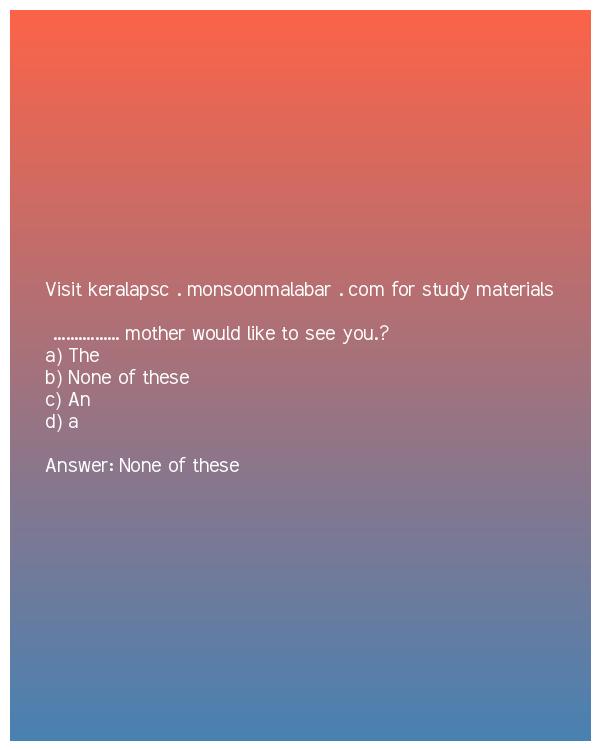 Visit keralapsc . monsoonmalabar . com for study materials
................ mother would like to see you.?
a) The
b) None of these
c) An
d) a
Answer: None of these